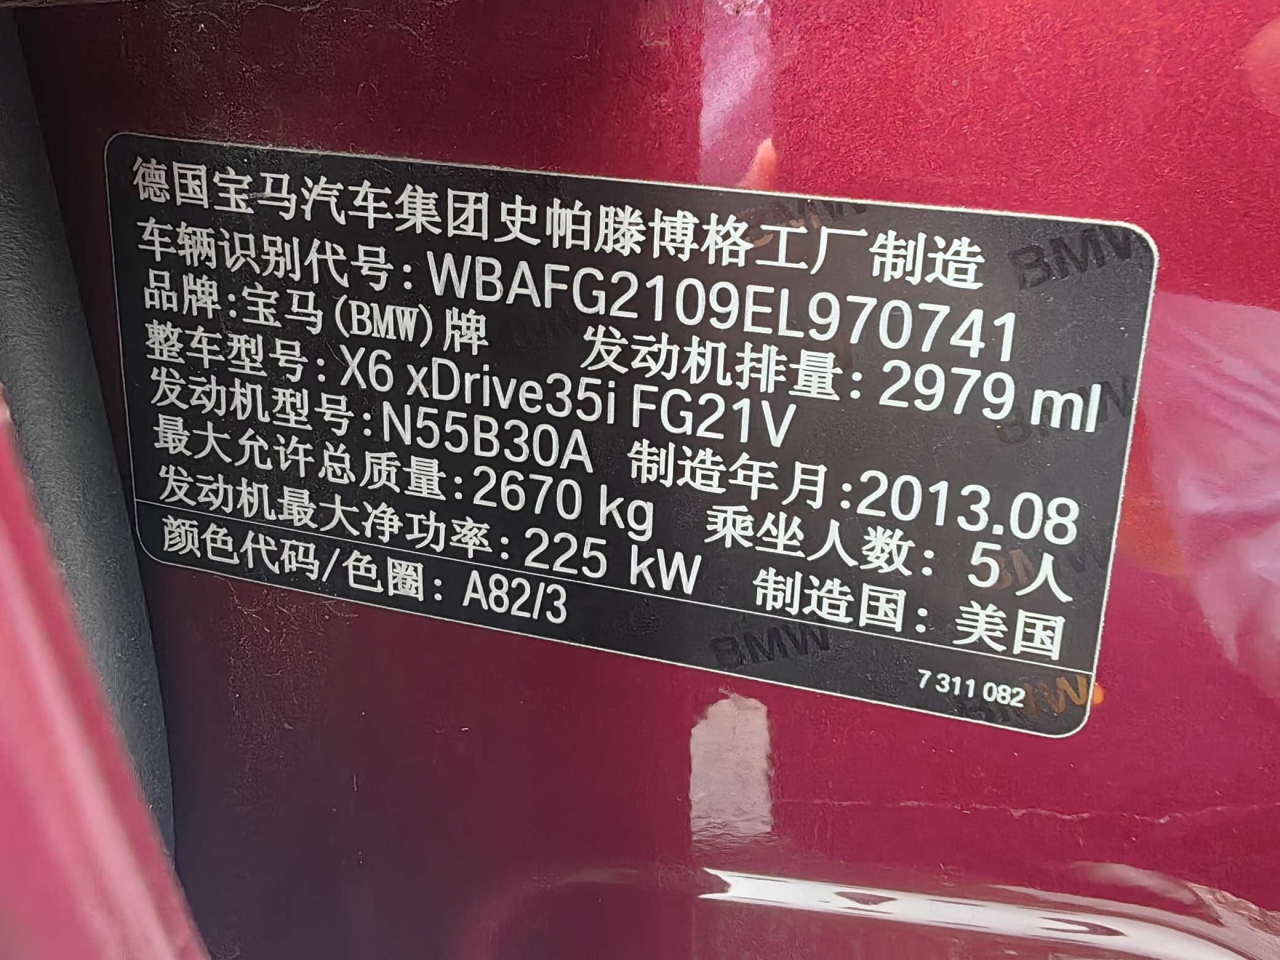 德国宝马汽车集团史帕滕博格工厂制造
车辆识别代号: WBAFG2109EL970741
品牌:宝马(BMW)牌 发动机排量: 2979 ml
整车型号: X6 xDrive35i FG21V
发动机型号:N55B30A 制造年月:2013.08
最大允许总质量:2670 kg 乘坐人数: 5人
发动机最大净功率: 225 kW 制造国: 美国
颜色代码/色圈: A82/3
7 311 082
BMW
BMW